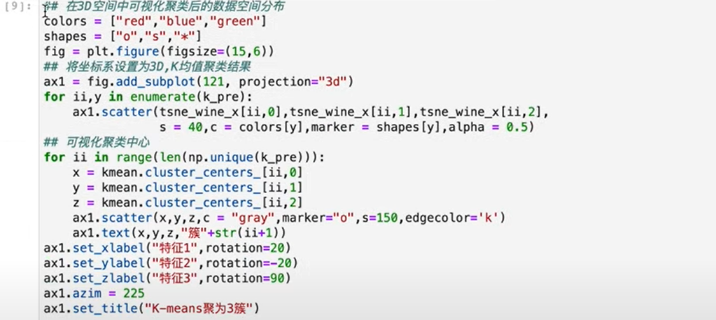 [9]: ## 在3D空间中可视化聚类后的数据空间分布
colors = ["red","blue","green"]
shapes = ["o","s","*"]
fig = plt.figure(figsize=(15,6))
## 将坐标系设置为3D,K均值聚类结果
ax1 = fig.add_subplot(121, projection="3d")
for ii,y in enumerate(k_pre):
    ax1.scatter(tsne_wine_x[ii,0],tsne_wine_x[ii,1],tsne_wine_x[ii,2],
                s = 40,c = colors[y],marker = shapes[y],alpha = 0.5)
## 可视化聚类中心
for ii in range(len(np.unique(k_pre))):
    x = kmean.cluster_centers_[ii,0]
    y = kmean.cluster_centers_[ii,1]
    z = kmean.cluster_centers_[ii,2]
    ax1.scatter(x,y,z,c = "gray",marker="o",s=150,edgecolor='k')
    ax1.text(x,y,z,"簇"+str(ii+1))
ax1.set_xlabel("特征1",rotation=20)
ax1.set_ylabel("特征2",rotation=-20)
ax1.set_zlabel("特征3",rotation=90)
ax1.azim = 225
ax1.set_title("K-means聚为3簇")